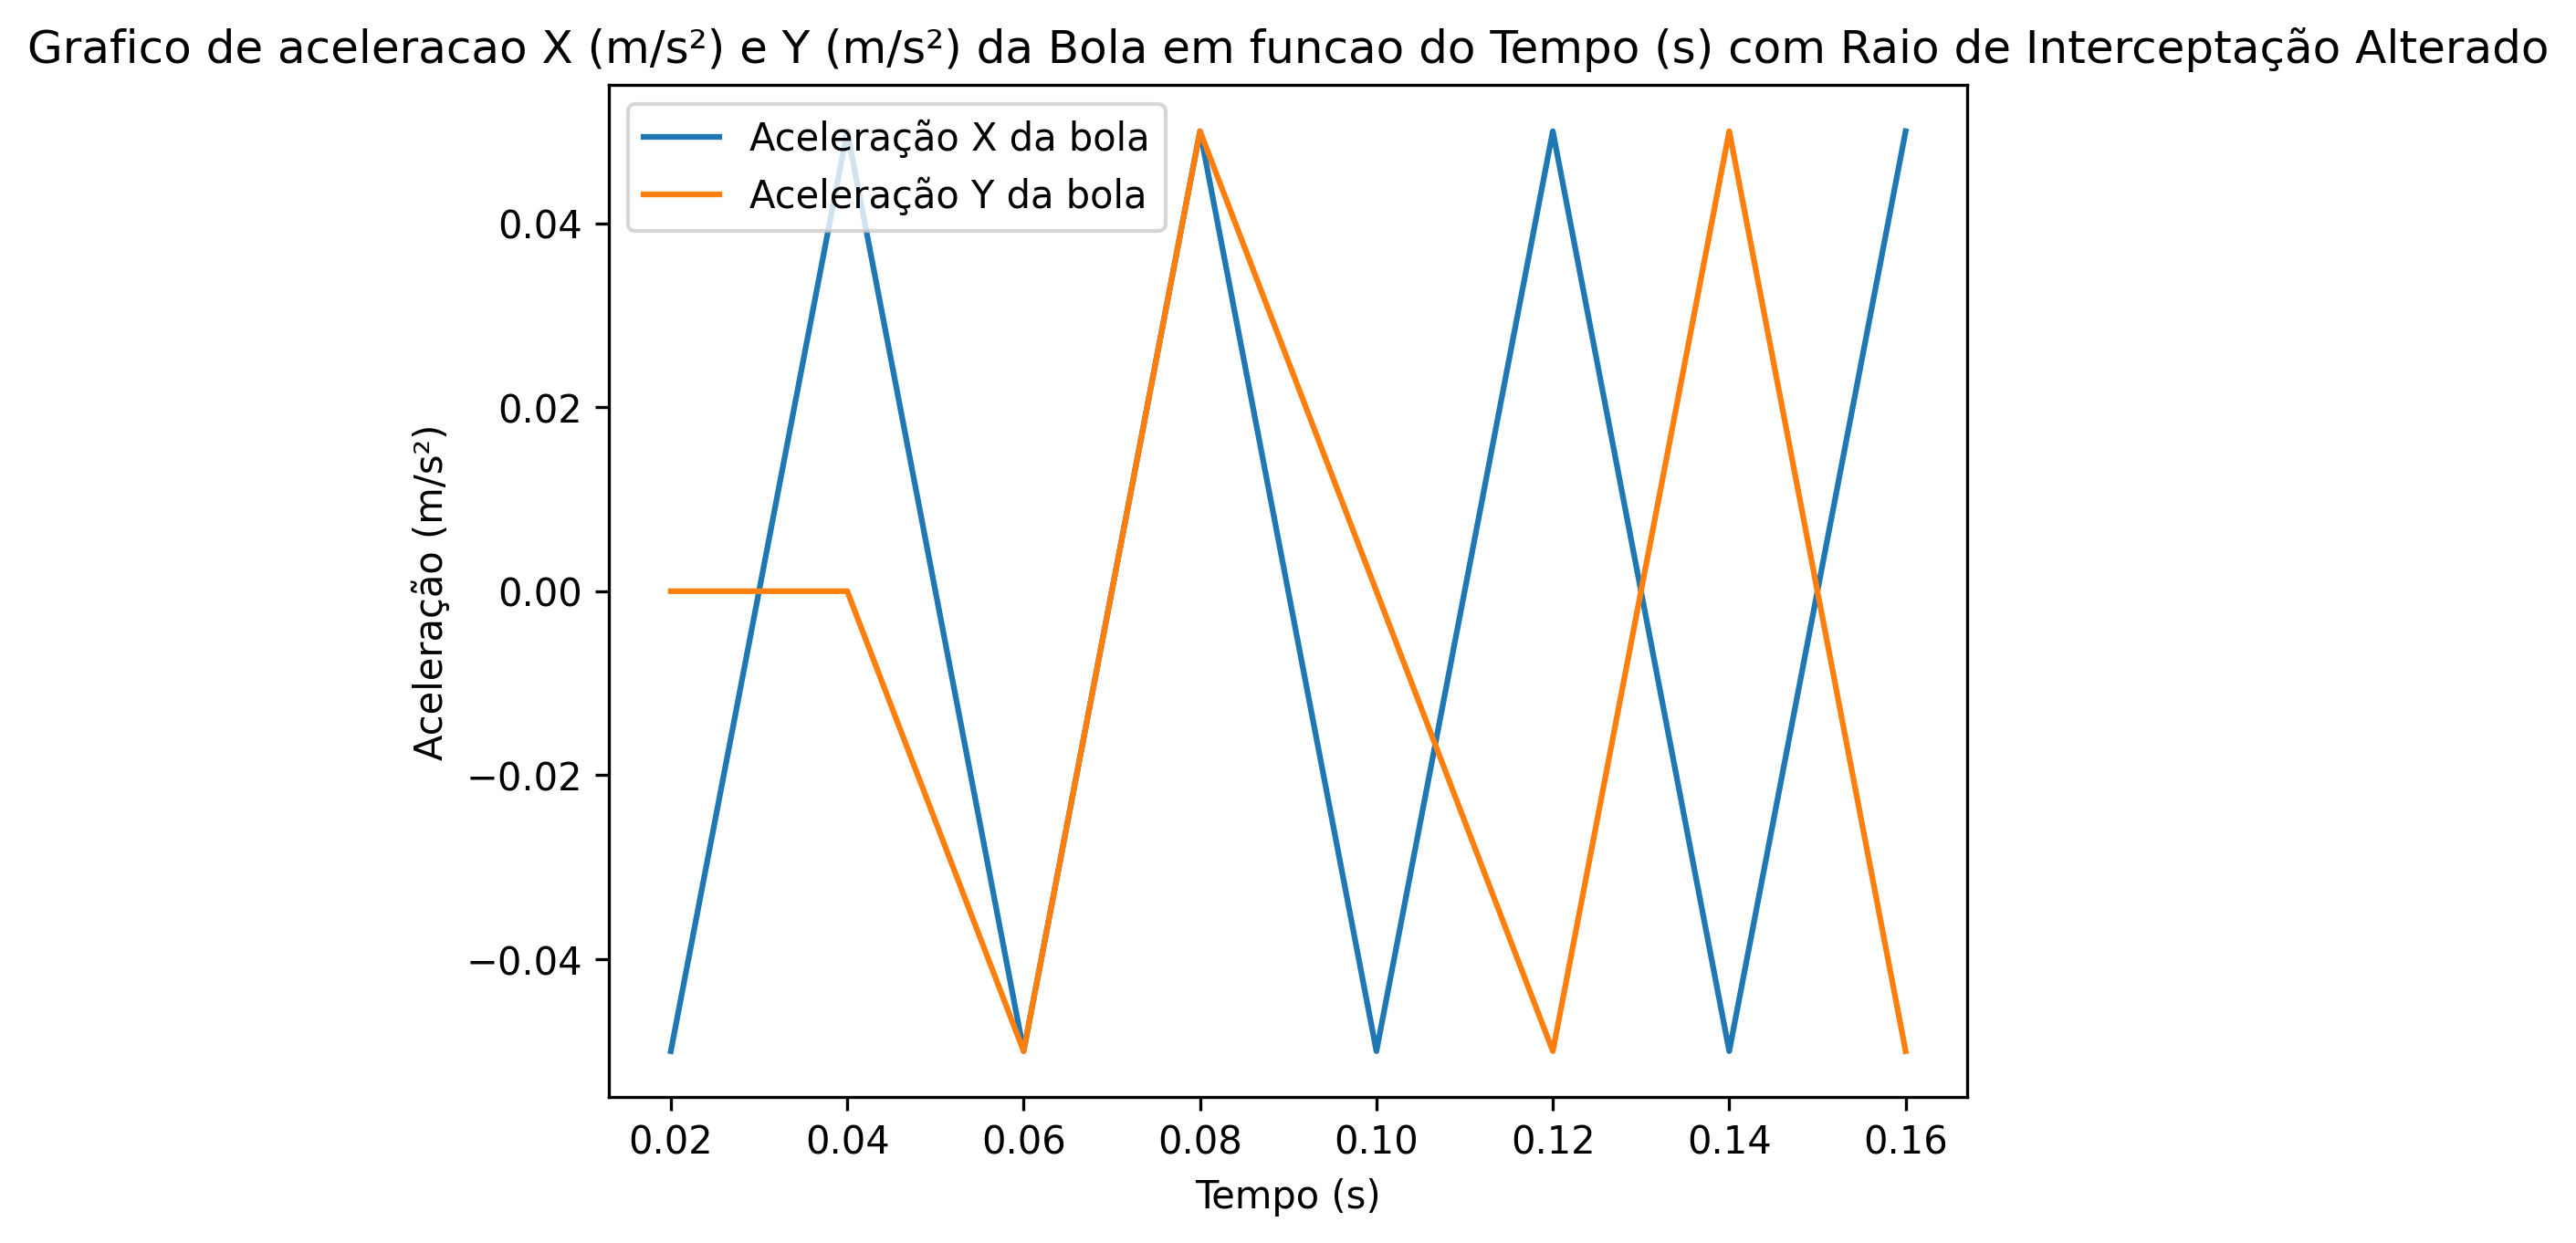 Grafico de aceleracao X (m/s²) e Y (m/s²) da Bola em funcao do Tempo (s) com Raio de Interceptação Alterado
Aceleração X da bola
Aceleração Y da bola
Aceleração (m/s²)
0.04
0.02
0.00
−0.02
−0.04
0.02 0.04 0.06 0.08 0.10 0.12 0.14 0.16
Tempo (s)